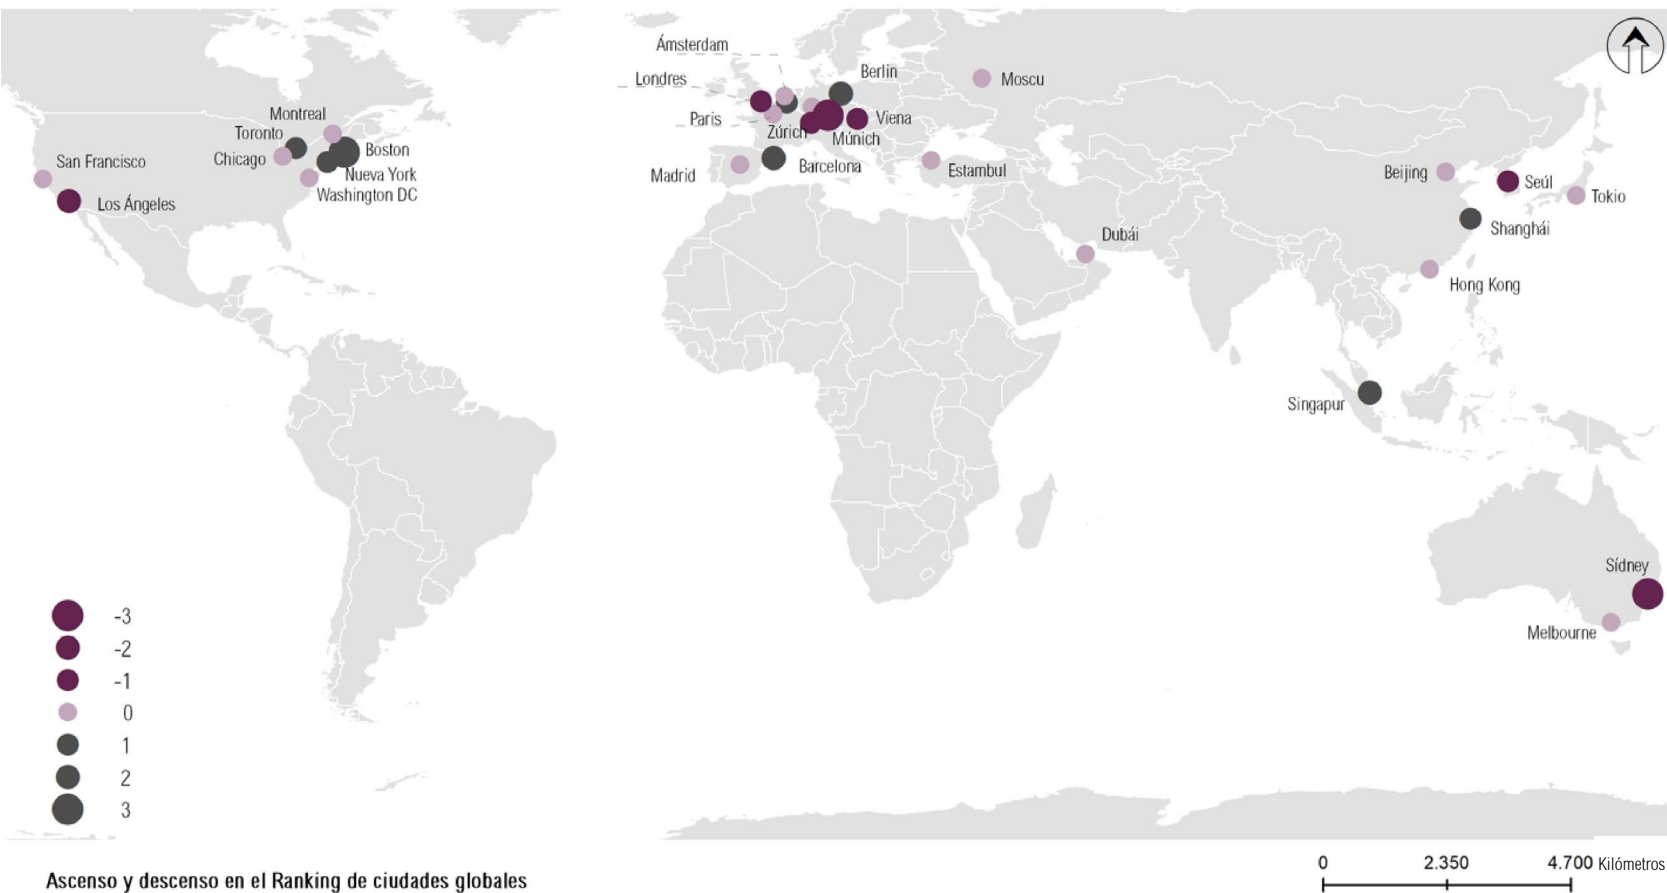 Ámsterdam
Londres
Berlin
Moscu
Paris
Zúrich
Múnich
Viena
Madrid
Barcelona
Estambul
Montreal
Toronto
Chicago
Boston
Nueva York
Washington DC
San Francisco
Los Ángeles
Dubái
Beijing
Seúl
Tokio
Shanghái
Hong Kong
Singapur
Sídney
Melbourne
-3
-2
-1
0
1
2
3
Ascenso y descenso en el Ranking de ciudades globales
0 2.350 4.700 Kilómetros